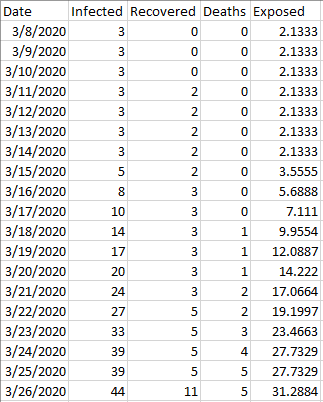 Date Infected Recovered Deaths Exposed
3/8/2020 3 0 0 2.1333
3/9/2020 3 0 0 2.1333
3/10/2020 3 0 0 2.1333
3/11/2020 3 2 0 2.1333
3/12/2020 3 2 0 2.1333
3/13/2020 3 2 0 2.1333
3/14/2020 3 2 0 2.1333
3/15/2020 5 2 0 3.5555
3/16/2020 8 3 0 5.6888
3/17/2020 10 3 0 7.111
3/18/2020 14 3 1 9.9554
3/19/2020 17 3 1 12.0887
3/20/2020 20 3 1 14.222
3/21/2020 24 3 2 17.0664
3/22/2020 27 5 2 19.1997
3/23/2020 33 5 3 23.4663
3/24/2020 39 5 4 27.7329
3/25/2020 39 5 5 27.7329
3/26/2020 44 11 5 31.2884